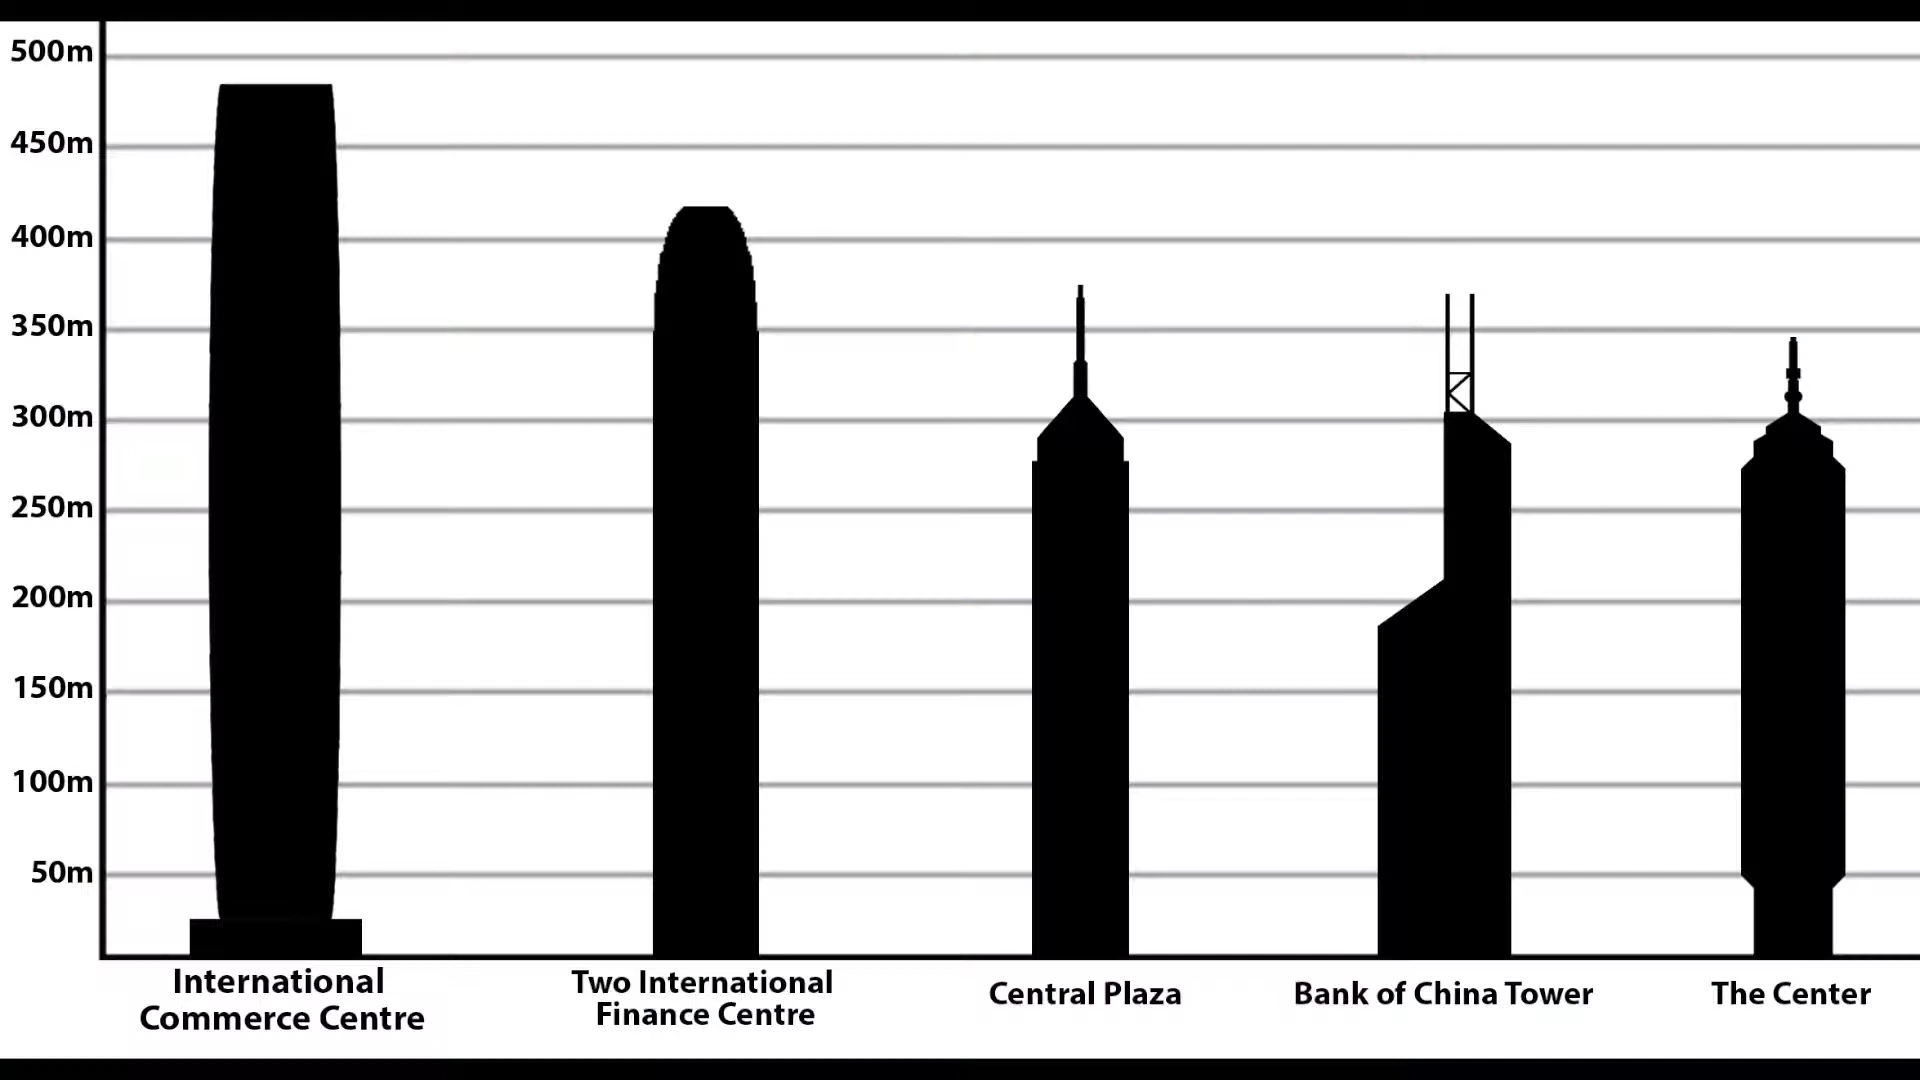 500m
450m
400m
350m
300m
250m
200m
150m
100m
50m
International
Commerce Centre
Two International
Finance Centre
Central Plaza
Bank of China Tower
The Center